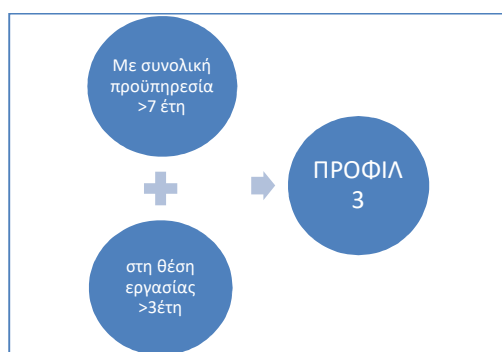 Με συνολική
προϋπηρεσία
>7 έτη
στη θέση
εργασίας
>3έτη
ΠΡΟΦΙΛ
3